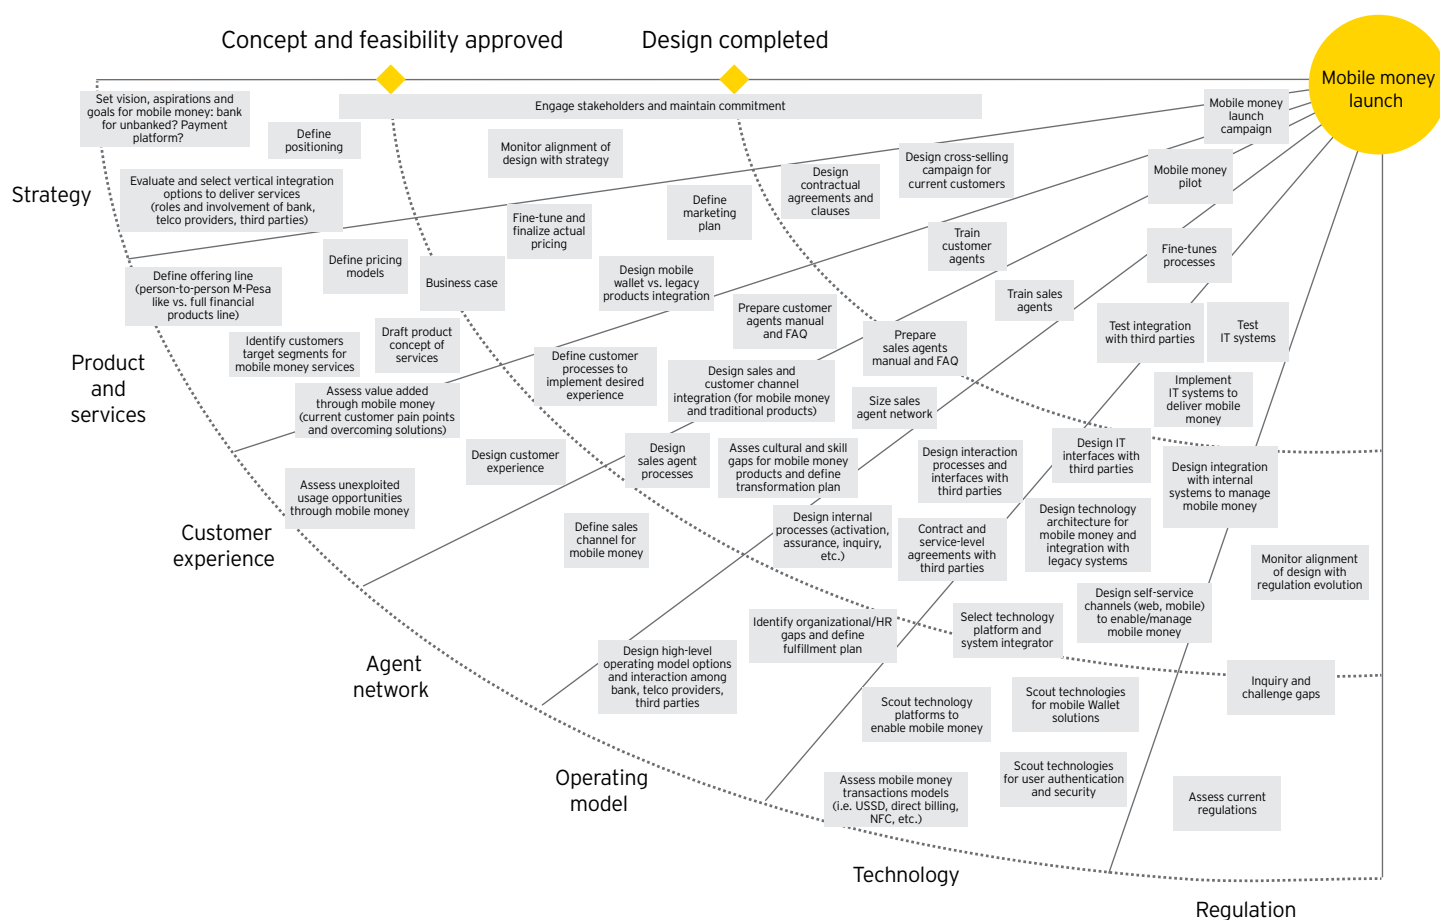 Concept and feasibility approved
Design completed
Mobile money
launch
Set vision, aspirations and
goals for mobile money: bank
for unbanked? Payment
platform?
Engage stakeholders and maintain commitment
Mobile money
launch
campaign
Define
positioning
Monitor alignment of
design with strategy
Design cross-selling
campaign for
current customers
Mobile money
pilot
Strategy
Evaluate and select vertical integration
options to deliver services
(roles and involvement of bank,
telco providers, third parties)
Design
contractual
agreements and
clauses
Define
marketing
plan
Fine-tune and
finalize actual
pricing
Train
customer
agents
Fine-tunes
processes
Define pricing
models
Business case
Design mobile
wallet vs. legacy
products integration
Define offering line
(person-to-person M-Pesa
like vs. full financial
products line)
Train sales
agents
Prepare customer
agents manual
and FAQ
Test integration
with third parties
Test
IT systems
Identify customers
target segments for
mobile money services
Draft product
concept of
services
Prepare
sales agents
manual and FAQ
Product
and
services
Define customer
processes to
implement desired
experience
Design sales and
customer channel
integration (for mobile money
and traditional products)
Implement
IT systems to
deliver mobile
money
Assess value added
through mobile money
(current customer pain points
and overcoming solutions)
Size sales
agent network
Design customer
experience
Design
sales agent
processes
Asses cultural and skill
gaps for mobile money
products and define
transformation plan
Design interaction
processes and
interfaces with
third parties
Design IT
interfaces with
third parties
Design integration
with internal
systems to manage
mobile money
Assess unexploited
usage opportunities
through mobile money
Customer
experience
Define sales
channel for
mobile money
Design internal
processes (activation,
assurance, inquiry,
etc.)
Contract and
service-level
agreements with
third parties
Design technology
architecture for
mobile money and
integration with
legacy systems
Monitor alignment
of design with
regulation evolution
Design self-service
channels (web, mobile)
to enable/manage
mobile money
Identify organizational/HR
gaps and define
fulfillment plan
Select technology
platform and
system integrator
Agent
network
Design high-level
operating model options
and interaction among
bank, telco providers,
third parties
Inquiry and
challenge gaps
Scout technology
platforms to
enable mobile money
Scout technologies
for mobile Wallet
solutions
Operating
model
Assess mobile money
transactions models
(i.e. USSD, direct billing,
NFC, etc.)
Scout technologies
for user authentication
and security
Assess current
regulations
Technology
Regulation